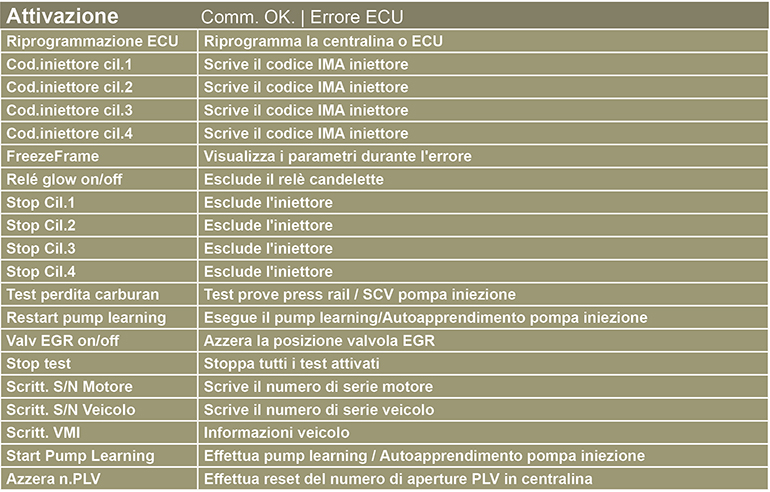 Attivazione Comm. OK. | Errore ECU
Riprogrammazione ECU Riprogramma la centralina o ECU
Cod.iniettore cil.1 Scrive il codice IMA iniettore
Cod.iniettore cil.2 Scrive il codice IMA iniettore
Cod.iniettore cil.3 Scrive il codice IMA iniettore
Cod.iniettore cil.4 Scrive il codice IMA iniettore
FreezeFrame Visualizza i parametri durante l'errore
Relé glow on/off Esclude il relè candelette
Stop Cil.1 Esclude l'iniettore
Stop Cil.2 Esclude l'iniettore
Stop Cil.3 Esclude l'iniettore
Stop Cil.4 Esclude l'iniettore
Test perdita carburan Test prove press rail / SCV pompa iniezione
Restart pump learning Esegue il pump learning/Autoapprendimento pompa iniezione
Valv EGR on/off Azzera la posizione valvola EGR
Stop test Stoppa tutti i test attivati
Scritt. S/N Motore Scrive il numero di serie motore
Scritt. S/N Veicolo Scrive il numero di serie veicolo
Scritt. VMI Informazioni veicolo
Start Pump Learning Effettua pump learning / Autoapprendimento pompa iniezione
Azzera n.PLV Effettua reset del numero di aperture PLV in centralina